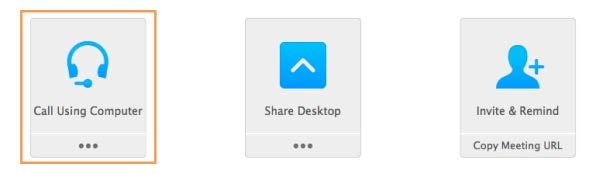 Call Using Computer
Share Desktop
Invite & Remind
Copy Meeting URL